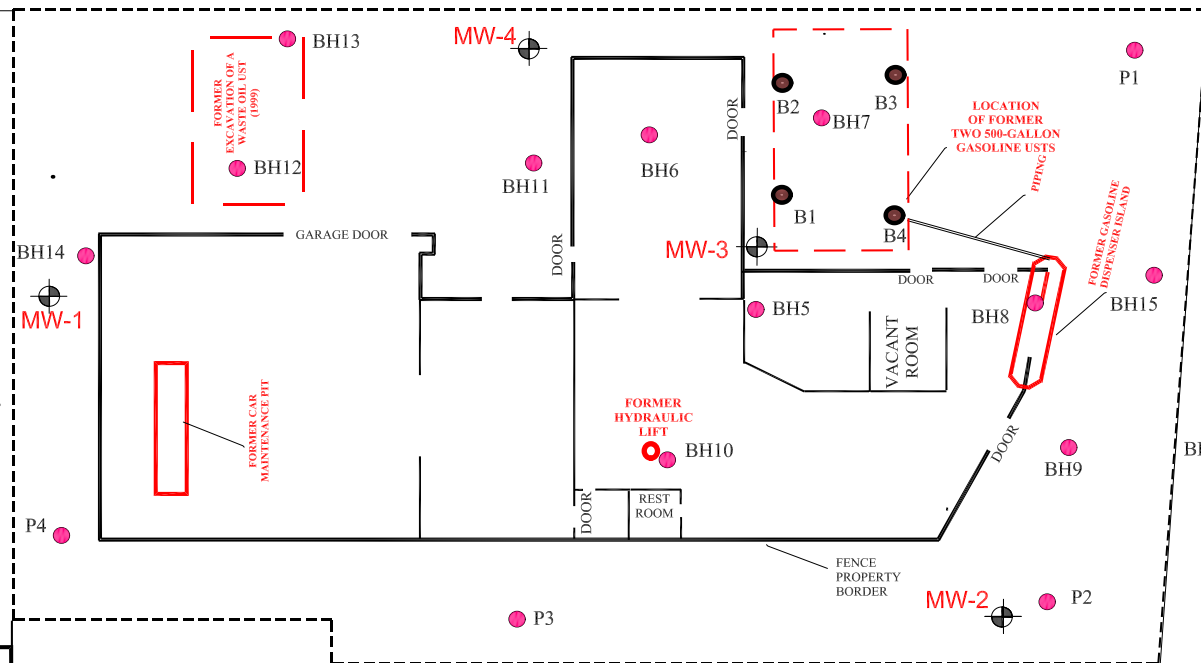 MW-4
BH13
P1
FORMER
EXCAVATION OF A
WASTE OIL UST
(1999)
BH12
BH11
BH6
DOOR
B2
B3
BH7
B1
B4
LOCATION
OF FORMER
TWO 500-GALLON
GASOLINE USTS
PIPING
FORMER GASOLINE
DISPENSER ISLAND
GARAGE DOOR
DOOR
MW-3
BH14
MW-1
BH5
DOOR
DOOR
BH8
BH15
VACANT
ROOM
FORMER CAR
MAINTENANCE PIT
FORMER
HYDRAULIC
LIFT
BH10
DOOR
BH9
BH
DOOR
REST
ROOM
P4
FENCE
PROPERTY
BORDER
MW-2
P2
P3